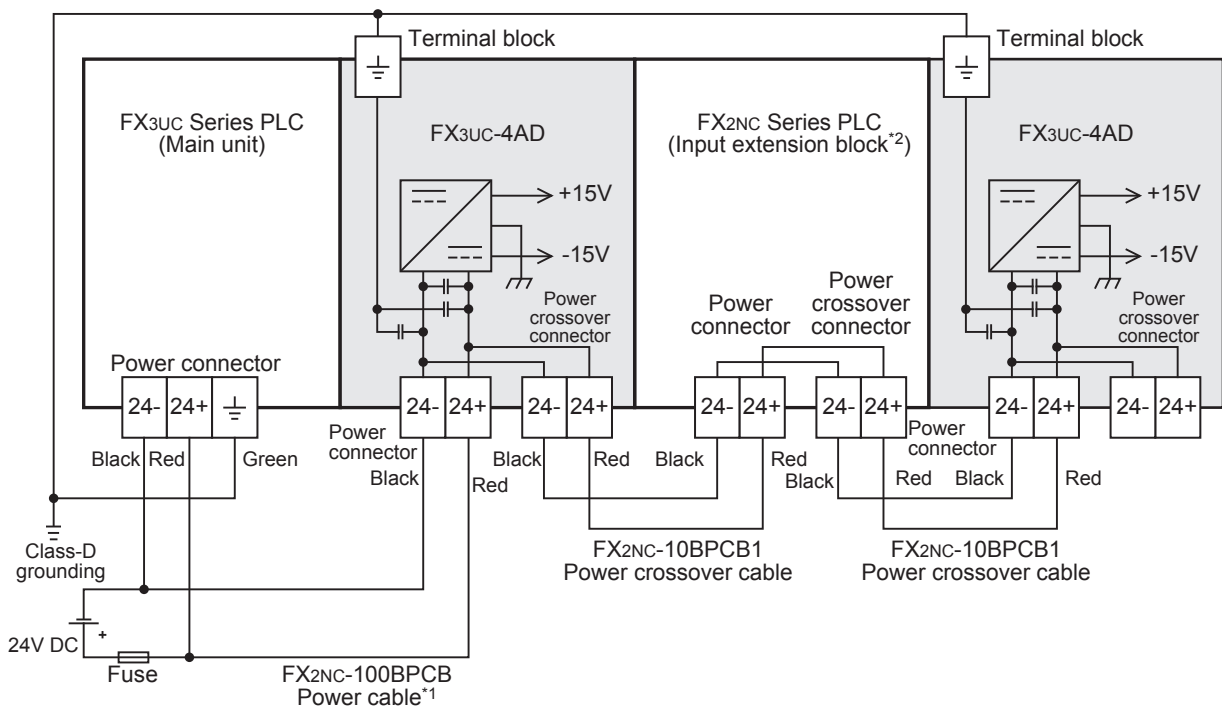 Terminal block
Terminal block
FX3UC Series PLC
(Main unit)
FX3UC-4AD
FX2NC Series PLC
(Input extension block*2)
FX3UC-4AD
+15V
-15V
+15V
-15V
Power
crossover
connector
Power
connector
Power
crossover
connector
Power
crossover
connector
Power connector
24-
24+
24-
24+
24-
24+
24-
24+
24-
24+
24-
24+
24-
24+
Power
connector
Power
connector
Black
Red
Green
Black
Red
Black
Red
Black
Red
Black
Red
Black
Red
Class-D
grounding
FX2NC-10BPCB1
Power crossover cable
FX2NC-10BPCB1
Power crossover cable
24V DC
+
Fuse
FX2NC-100BPCB
Power cable*1